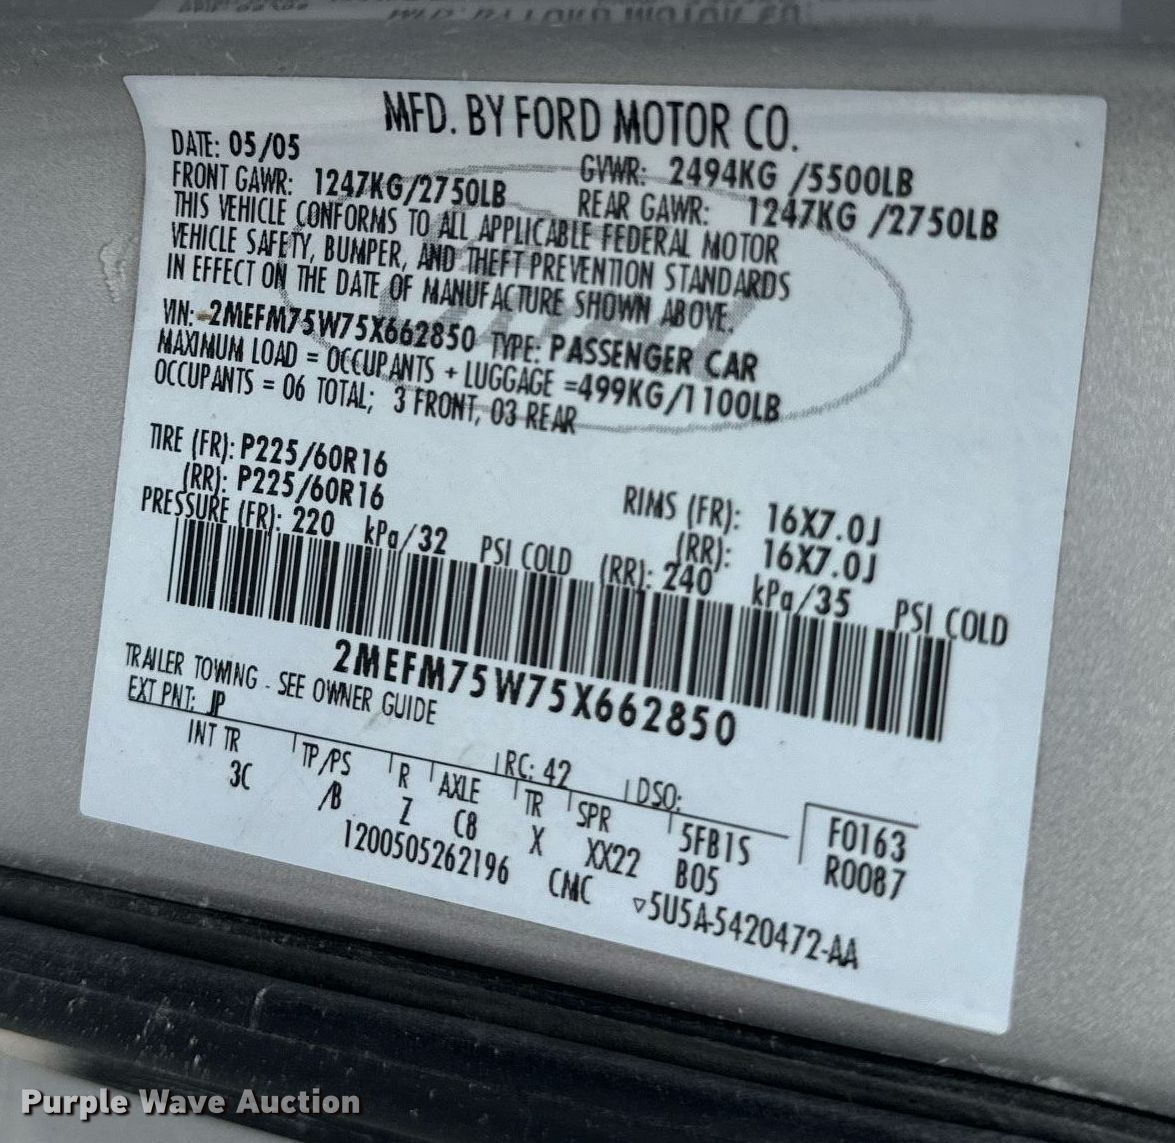 MFD. BY FORD MOTOR CO.
DATE: 05/05 GVWR: 2494KG /5500LB
FRONT GAWR: 1247KG/2750LB REAR GAWR: 1247KG /2750LB
THIS VEHICLE CONFORMS TO ALL APPLICABLE FEDERAL MOTOR
VEHICLE SAFETY, BUMPER, AND THEFT PREVENTION STANDARDS
IN EFFECT ON THE DATE OF MANUFACTURE SHOWN ABOVE.
VIN: 2MEFM75W75X662850 TYPE: PASSENGER CAR
MAXIMUM LOAD = OCCUPANTS + LUGGAGE =499KG/1100LB
OCCUPANTS = 06 TOTAL; 3 FRONT, 03 REAR
TIRE (FR): P225/60R16 RIMS (FR): 16X7.0J
(RR): P225/60R16 (RR): 16X7.0J
PRESSURE (FR): 220 kPa/32 PSI COLD (RR): 240 kPa/35 PSI COLD
2MEFM75W75X662850
TRAILER TOWING - SEE OWNER GUIDE
EXT PNT: JP RC: 42 DSO:
INT TR TP/PS R AXLE TR SPR 5FB1S F0163
3C /B Z C8 X XX22 B05 R0087
1200505262196 CMC ▿5U5A-5420472-AA
Purple Wave Auction